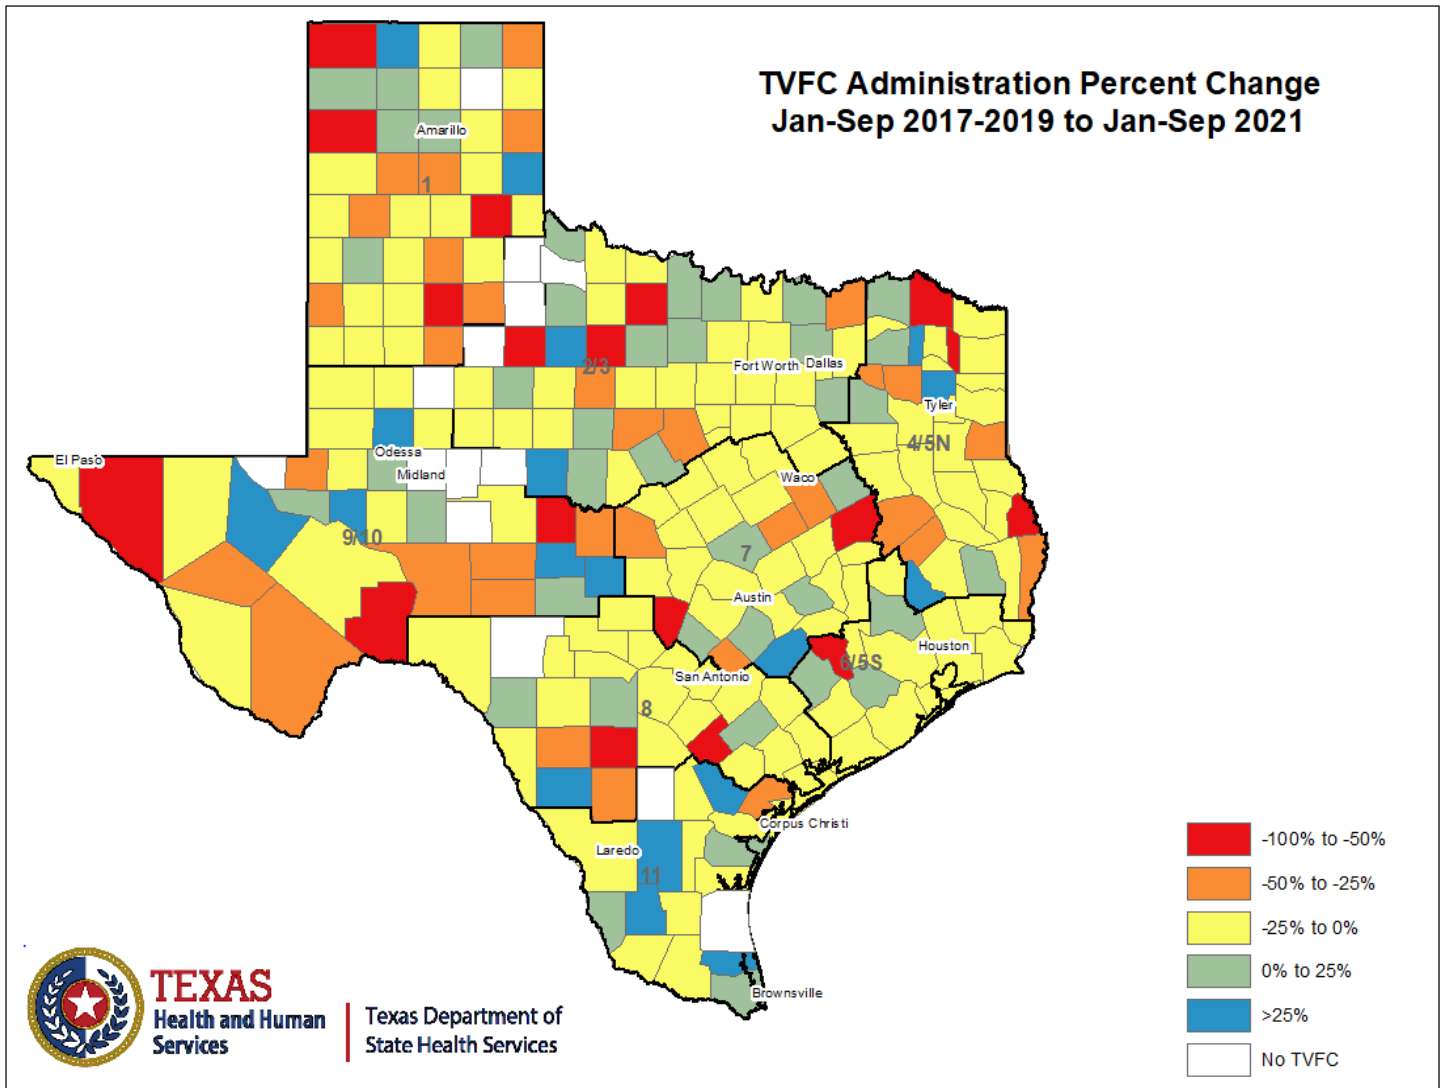 TVFC Administration Percent Change
Jan-Sep 2017-2019 to Jan-Sep 2021
Amarillo
1
2/3
Fort Worth
Dallas
Tyler
4/5N
Odessa
El Paso
Midland
Waco
9/10
7
Austin
Houston
6/5S
San Antonio
8
Corpus Christi
Laredo
11
Brownsville
-100% to -50%
-50% to -25%
-25% to 0%
0% to 25%
>25%
No TVFC
TEXAS
Health and Human
Services
Texas Department of
State Health Services